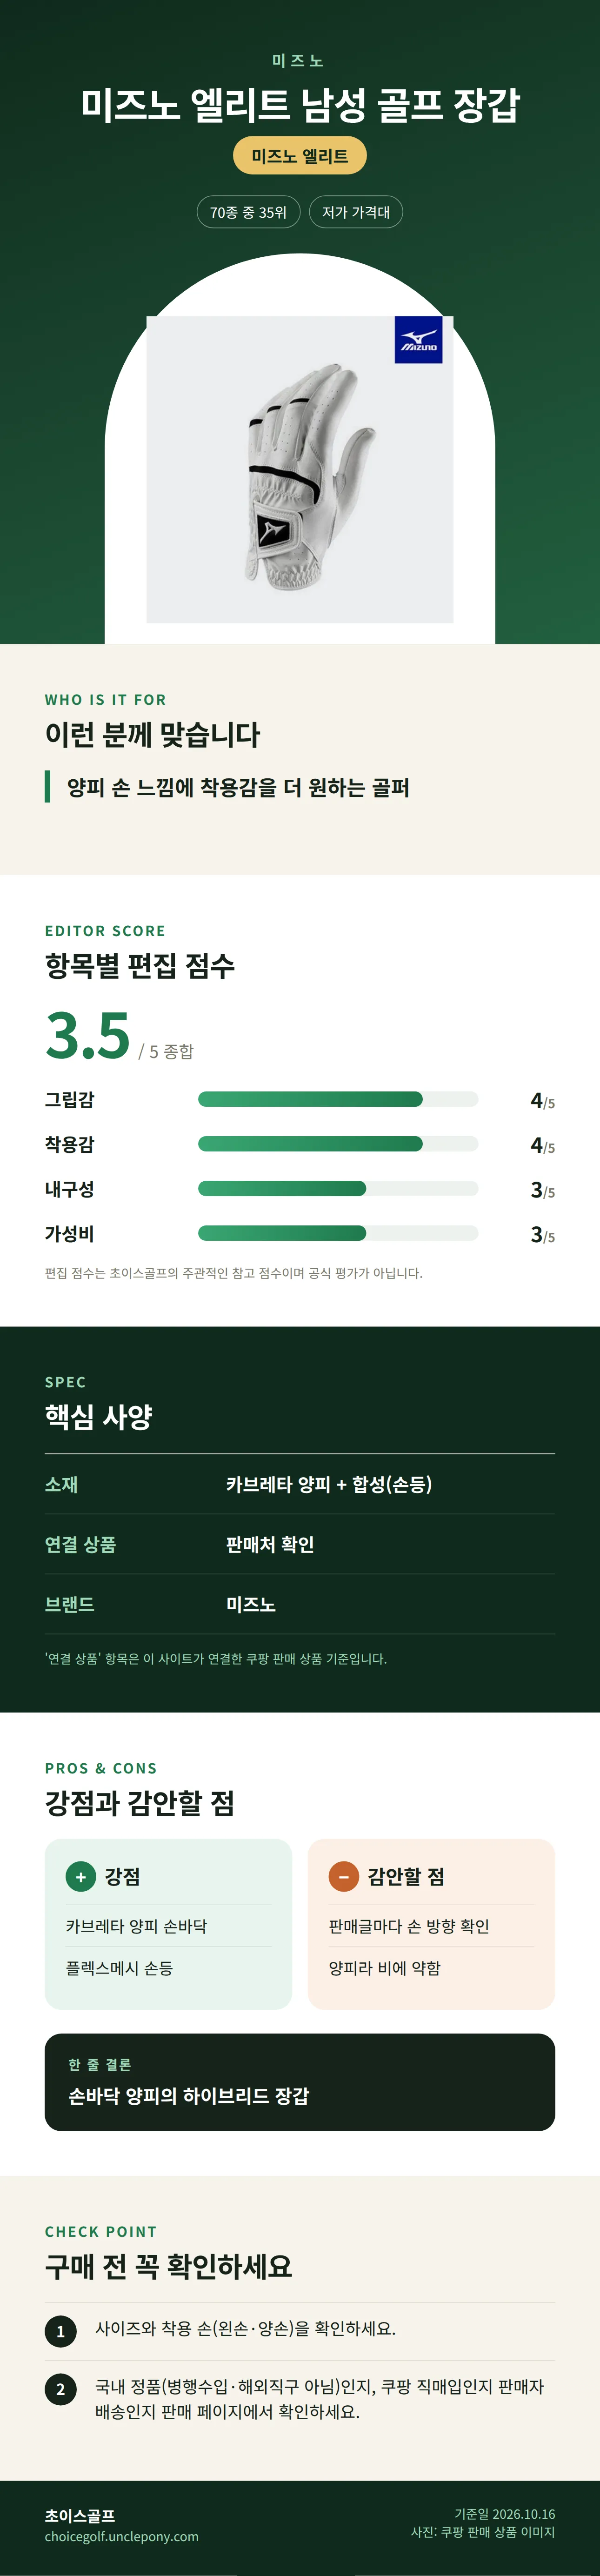 미즈노
미즈노 엘리트 남성 골프 장갑
미즈노 엘리트
70종 중 35위
저가 가격대
MIZUNO
WHO IS IT FOR
이런 분께 맞습니다
양피 손 느낌에 착용감을 더 원하는 골퍼
EDITOR SCORE
항목별 편집 점수
3.5 / 5 종합
그립감 4/5
착용감 4/5
내구성 3/5
가성비 3/5
편집 점수는 초이스골프의 주관적인 참고 점수이며 공식 평가가 아닙니다.
SPEC
핵심 사양
소재 카브레타 양피 + 합성(손등)
연결 상품 판매처 확인
브랜드 미즈노
'연결 상품' 항목은 이 사이트가 연결한 쿠팡 판매 상품 기준입니다.
PROS & CONS
강점과 감안할 점
+ 강점
카브레타 양피 손바닥
플렉스메시 손등
− 감안할 점
판매글마다 손 방향 확인
양피라 비에 약함
한 줄 결론
손바닥 양피의 하이브리드 장갑
CHECK POINT
구매 전 꼭 확인하세요
1 사이즈와 착용 손(왼손·양손)을 확인하세요.
2 국내 정품(병행수입·해외직구 아님)인지, 쿠팡 직매입인지 판매자
배송인지 판매 페이지에서 확인하세요.
초이스골프
choicegolf.unclepony.com
기준일 2026.10.16
사진: 쿠팡 판매 상품 이미지